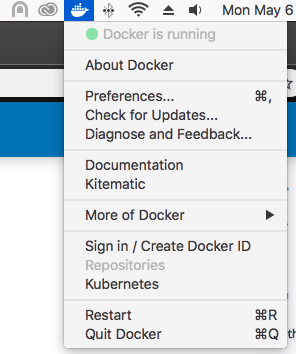 Mon May 6
Docker is running
About Docker
Preferences... ⌘,
Check for Updates...
Diagnose and Feedback...
Documentation
Kitematic
More of Docker ▶
Sign in / Create Docker ID
Repositories
Kubernetes
Restart ⌘R
Quit Docker ⌘Q